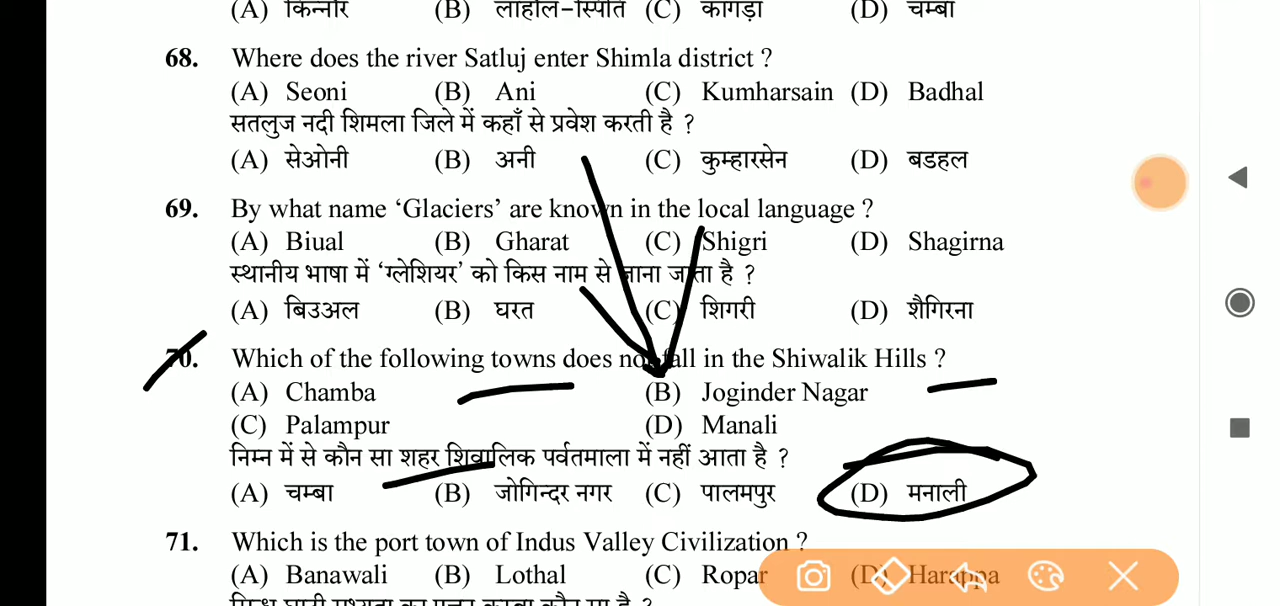 (A) किन्नौर (B) लाहौल-स्पिति (C) काँगड़ा (D) चम्बा
68. Where does the river Satluj enter Shimla district ?
(A) Seoni (B) Ani (C) Kumharsain (D) Badhal
सतलुज नदी शिमला जिले में कहाँ से प्रवेश करती है ?
(A) सेओनी (B) अनी (C) कुम्हारसेन (D) बडहल
69. By what name ‘Glaciers’ are known in the local language ?
(A) Biual (B) Gharat (C) Shigri (D) Shagirna
स्थानीय भाषा में ‘ग्लेशियर’ को किस नाम से जाना जाता है ?
(A) बिउअल (B) घरत (C) शिगरी (D) शैगिरना
70. Which of the following towns does not fall in the Shiwalik Hills ?
(A) Chamba (B) Joginder Nagar
(C) Palampur (D) Manali
निम्न में से कौन सा शहर शिवालिक पर्वतमाला में नहीं आता है ?
(A) चम्बा (B) जोगिन्दर नगर (C) पालमपुर (D) मनाली
71. Which is the port town of Indus Valley Civilization ?
(A) Banawali (B) Lothal (C) Ropar (D) Harappa